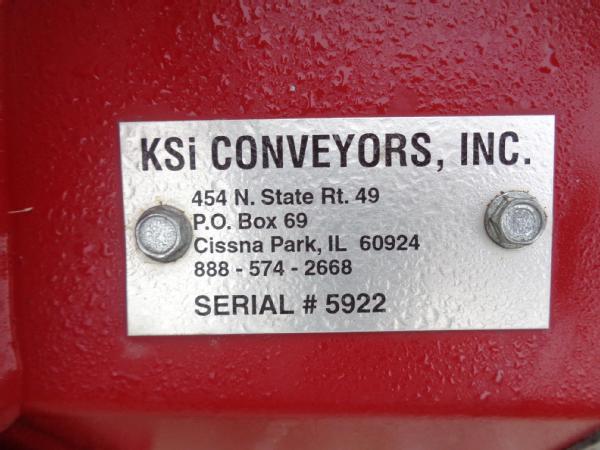 KSi CONVEYORS, INC.
454 N. State Rt. 49
P.O. Box 69
Cissna Park, IL 60924
888 - 574 - 2668
SERIAL # 5922